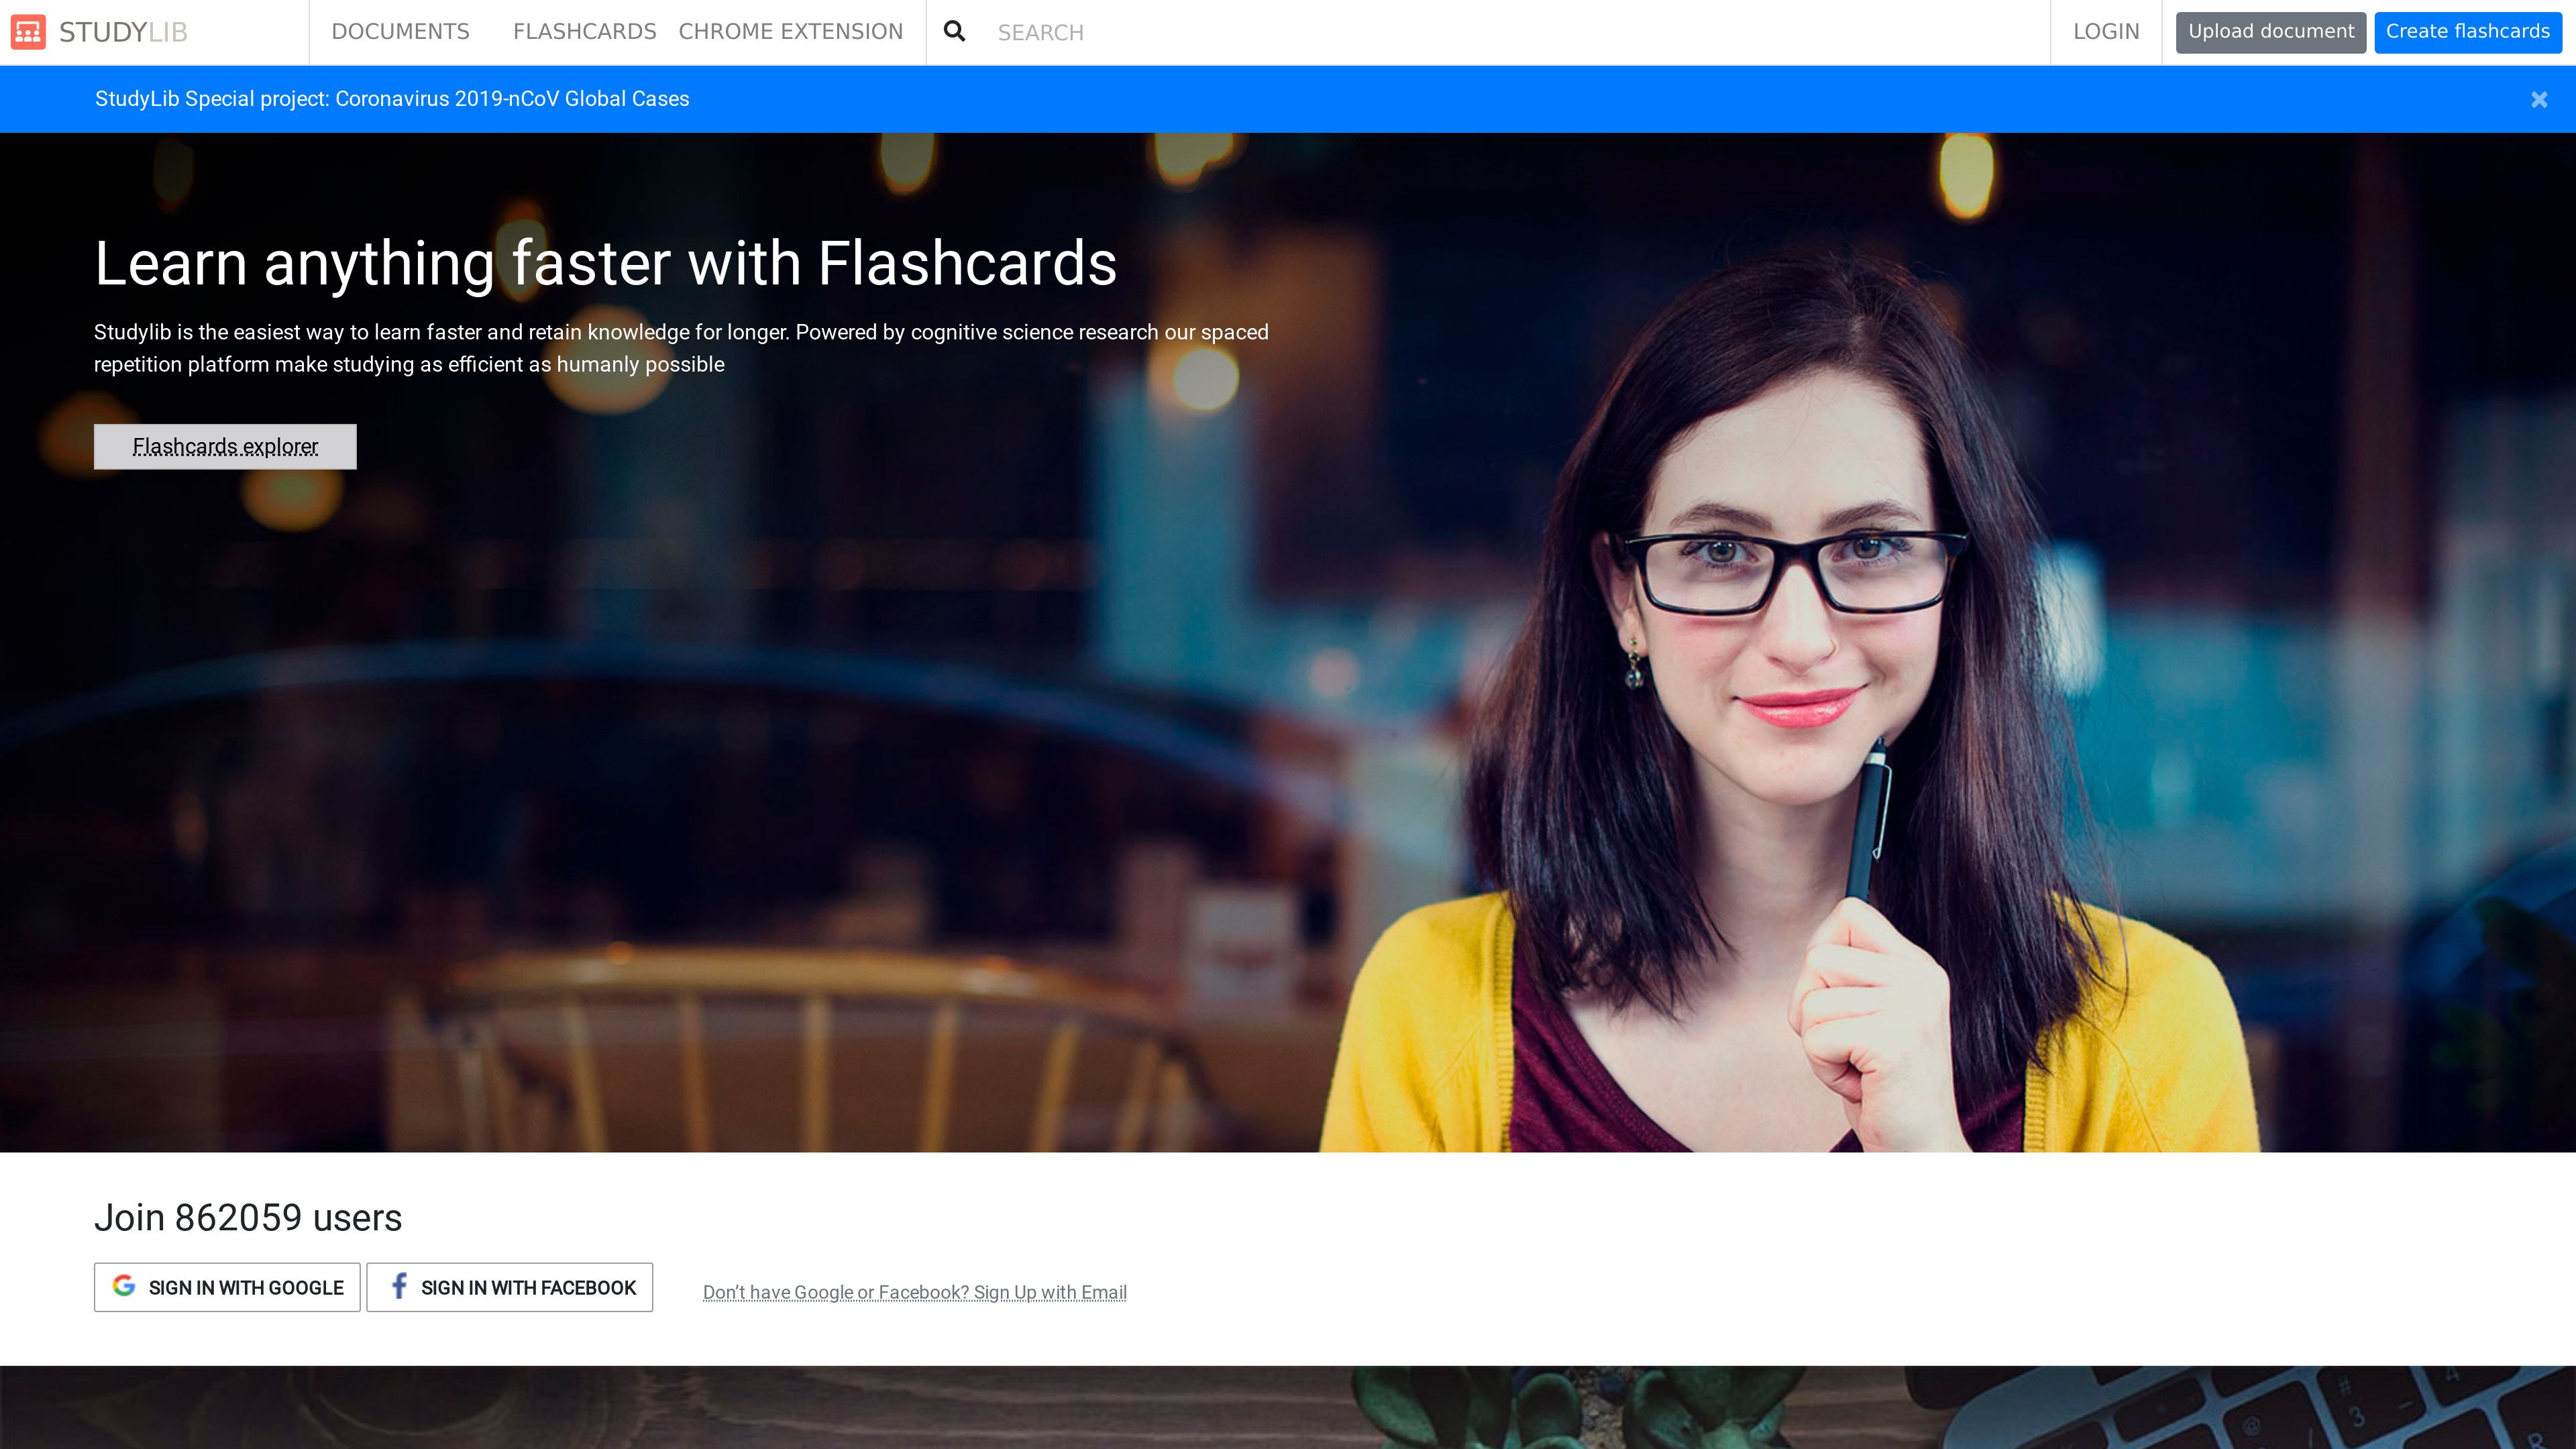 STUDYLIB
DOCUMENTS
FLASHCARDS
CHROME EXTENSION
SEARCH
LOGIN
Upload document
Create flashcards
StudyLib Special project: Coronavirus 2019-nCoV Global Cases
×
Learn anything faster with Flashcards
Studylib is the easiest way to learn faster and retain knowledge for longer. Powered by cognitive science research our spaced
repetition platform make studying as efficient as humanly possible
Flashcards explorer
Join 862059 users
SIGN IN WITH GOOGLE
SIGN IN WITH FACEBOOK
Don’t have Google or Facebook? Sign Up with Email
# 3
4
@
R